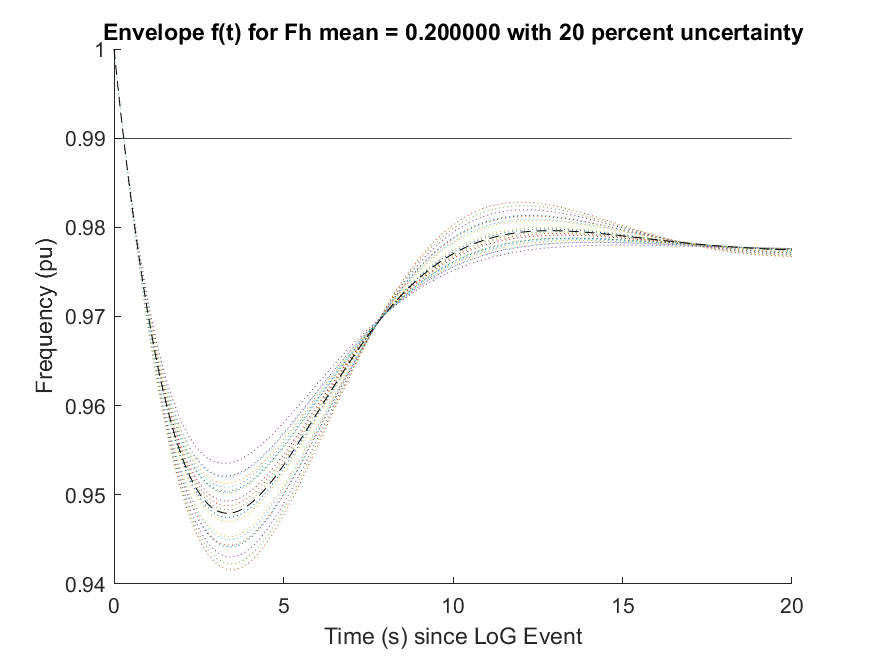 Envelope f(t) for Fh mean = 0.200000 with 20 percent uncertainty
1
0.99
0.98
0.97
0.96
0.95
0.94
Frequency (pu)
0 5 10 15 20
Time (s) since LoG Event